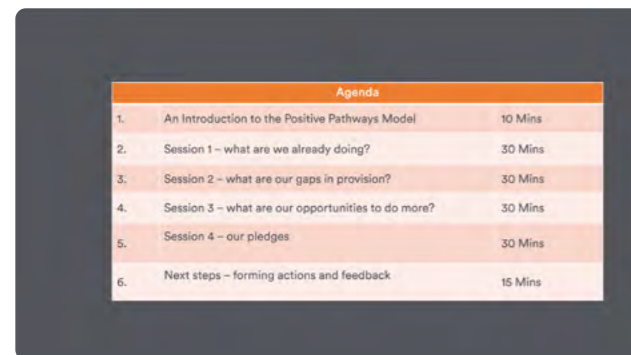 Agenda
1. An Introduction to the Positive Pathways Model 10 Mins
2. Session 1 – what are we already doing? 30 Mins
3. Session 2 – what are our gaps in provision? 30 Mins
4. Session 3 – what are our opportunities to do more? 30 Mins
5. Session 4 – our pledges 30 Mins
6. Next steps – forming actions and feedback 15 Mins